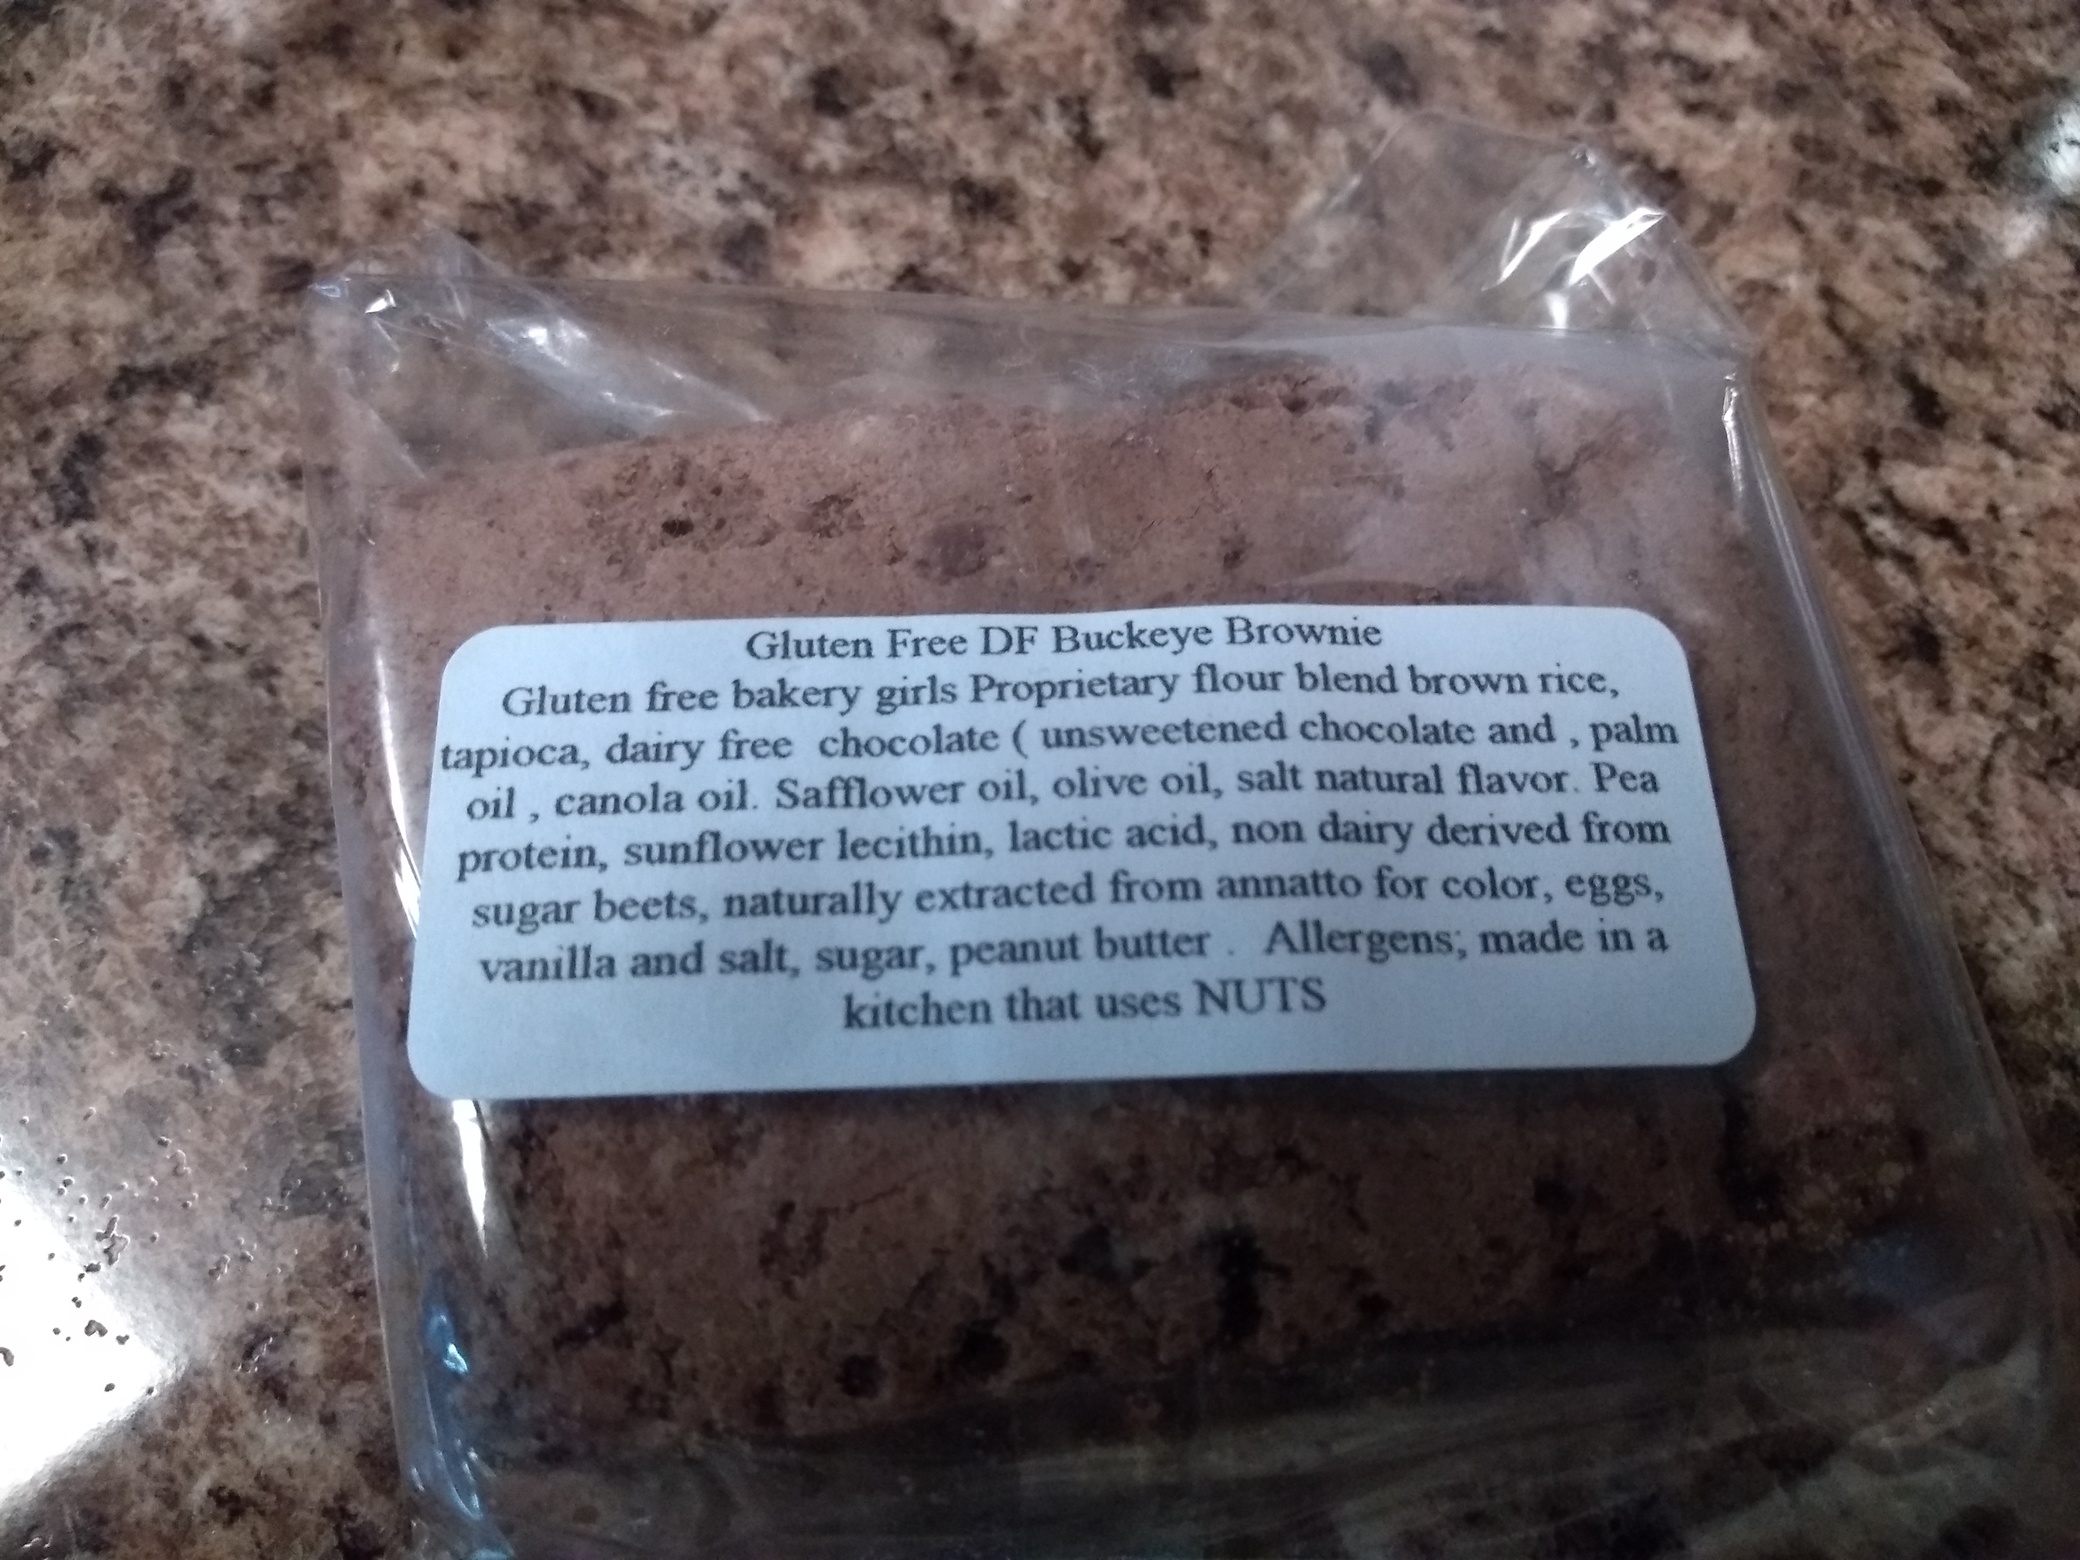 Gluten Free DF Buckeye Brownie
Gluten free bakery girls Proprietary flour blend brown rice,
tapioca, dairy free chocolate ( unsweetened chocolate and , palm
oil , canola oil. Safflower oil, olive oil, salt natural flavor. Pea
protein, sunflower lecithin, lactic acid, non dairy derived from
sugar beets, naturally extracted from annatto for color, eggs,
vanilla and salt, sugar, peanut butter . Allergens; made in a
kitchen that uses NUTS